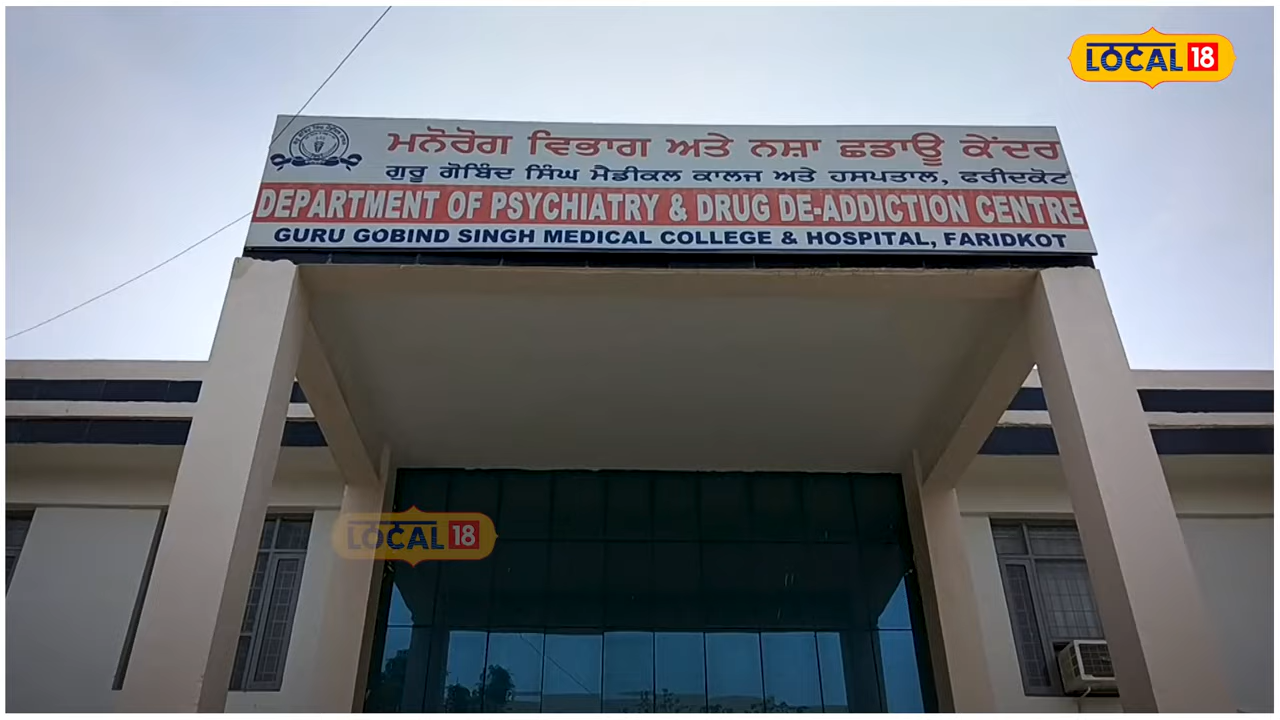 LOCAL 18
ਮਨੋਰੋਗ ਵਿਭਾਗ ਅਤੇ ਨਸ਼ਾ ਛਡਾਊ ਕੇਂਦਰ
ਗੁਰੂ ਗੋਬਿੰਦ ਸਿੰਘ ਮੈਡੀਕਲ ਕਾਲਜ ਅਤੇ ਹਸਪਤਾਲ, ਫਰੀਦਕੋਟ
DEPARTMENT OF PSYCHIATRY & DRUG DE-ADDICTION CENTRE
GURU GOBIND SINGH MEDICAL COLLEGE & HOSPITAL, FARIDKOT
LOCAL 18